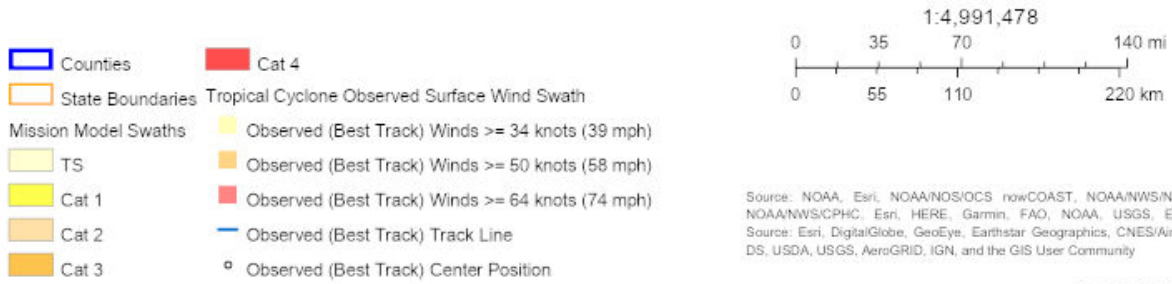 1:4,991,478
0 35 70 140 mi
0 55 110 220 km
Counties
State Boundaries
Mission Model Swaths
TS
Cat 1
Cat 2
Cat 3
Cat 4
Tropical Cyclone Observed Surface Wind Swath
Observed (Best Track) Winds >= 34 knots (39 mph)
Observed (Best Track) Winds >= 50 knots (58 mph)
Observed (Best Track) Winds >= 64 knots (74 mph)
Observed (Best Track) Track Line
Observed (Best Track) Center Position
Source: NOAA, Esri, NOAA/NOS/OCS nowCOAST, NOAA/NWS/N
NOAA/NWS/CPHC, Esri, HERE, Garmin, FAO, NOAA, USGS, E
Source: Esri, DigitalGlobe, GeoEye, Earthstar Geographics, CNES/Air
DS, USDA, USGS, AeroGRID, IGN, and the GIS User Community